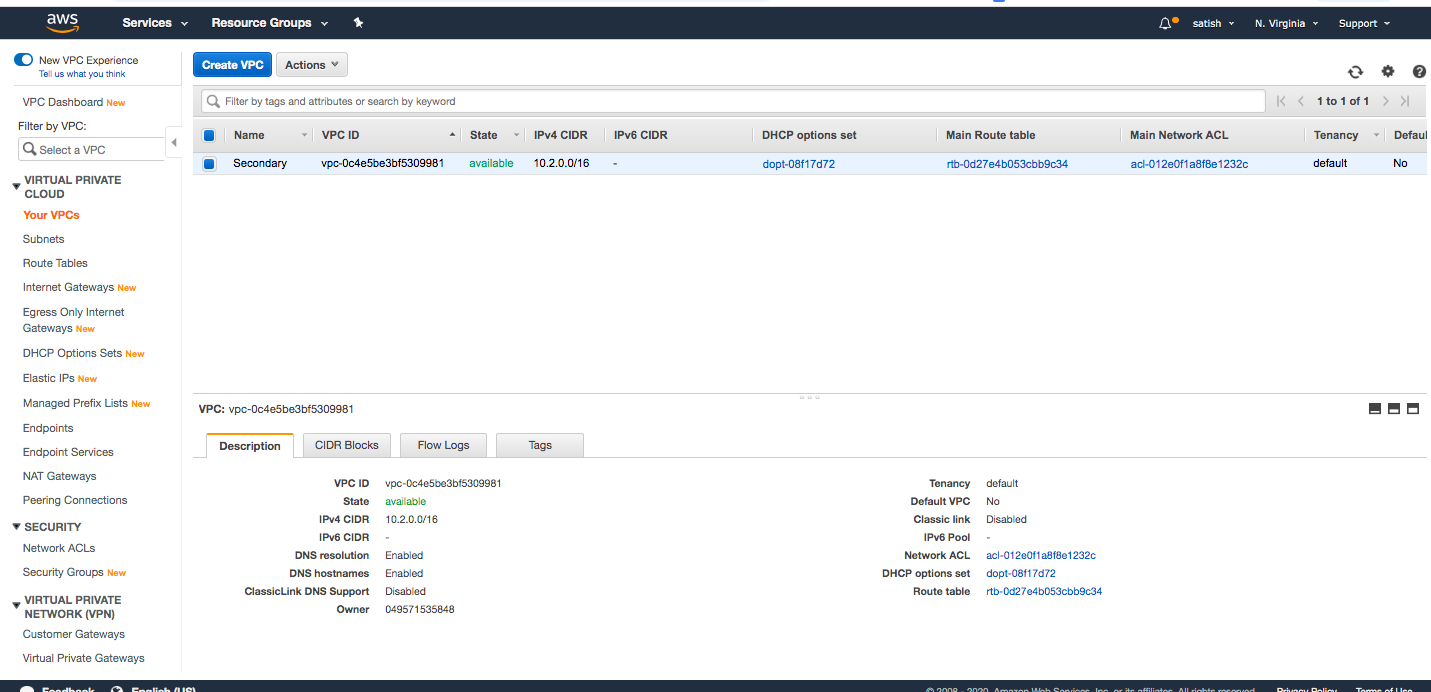 aws Services Resource Groups satish N. Virginia Support
New VPC Experience
Tell us what you think
Create VPC Actions
VPC Dashboard New
Filter by VPC:
Select a VPC
Filter by tags and attributes or search by keyword 1 to 1 of 1
Name VPC ID State IPv4 CIDR IPv6 CIDR DHCP options set Main Route table Main Network ACL Tenancy Defaul
Secondary vpc-0c4e5be3bf5309981 available 10.2.0.0/16 - dopt-08f17d72 rtb-0d27e4b053cbb9c34 acl-012e0f1a8f8e1232c default No
VIRTUAL PRIVATE
CLOUD
Your VPCs
Subnets
Route Tables
Internet Gateways New
Egress Only Internet
Gateways New
DHCP Options Sets New
Elastic IPs New
Managed Prefix Lists New
Endpoints
Endpoint Services
NAT Gateways
Peering Connections
SECURITY
Network ACLs
Security Groups New
VIRTUAL PRIVATE
NETWORK (VPN)
Customer Gateways
Virtual Private Gateways
VPC: vpc-0c4e5be3bf5309981
Description CIDR Blocks Flow Logs Tags
VPC ID vpc-0c4e5be3bf5309981
State available
IPv4 CIDR 10.2.0.0/16
IPv6 CIDR -
DNS resolution Enabled
DNS hostnames Enabled
ClassicLink DNS Support Disabled
Owner 049571535848
Tenancy default
Default VPC No
Classic link Disabled
IPv6 Pool -
Network ACL acl-012e0f1a8f8e1232c
DHCP options set dopt-08f17d72
Route table rtb-0d27e4b053cbb9c34
Feedback English (US) © 2008 - 2020, Amazon Web Services, Inc. or its affiliates. All rights reserved. Privacy Policy Terms of Use